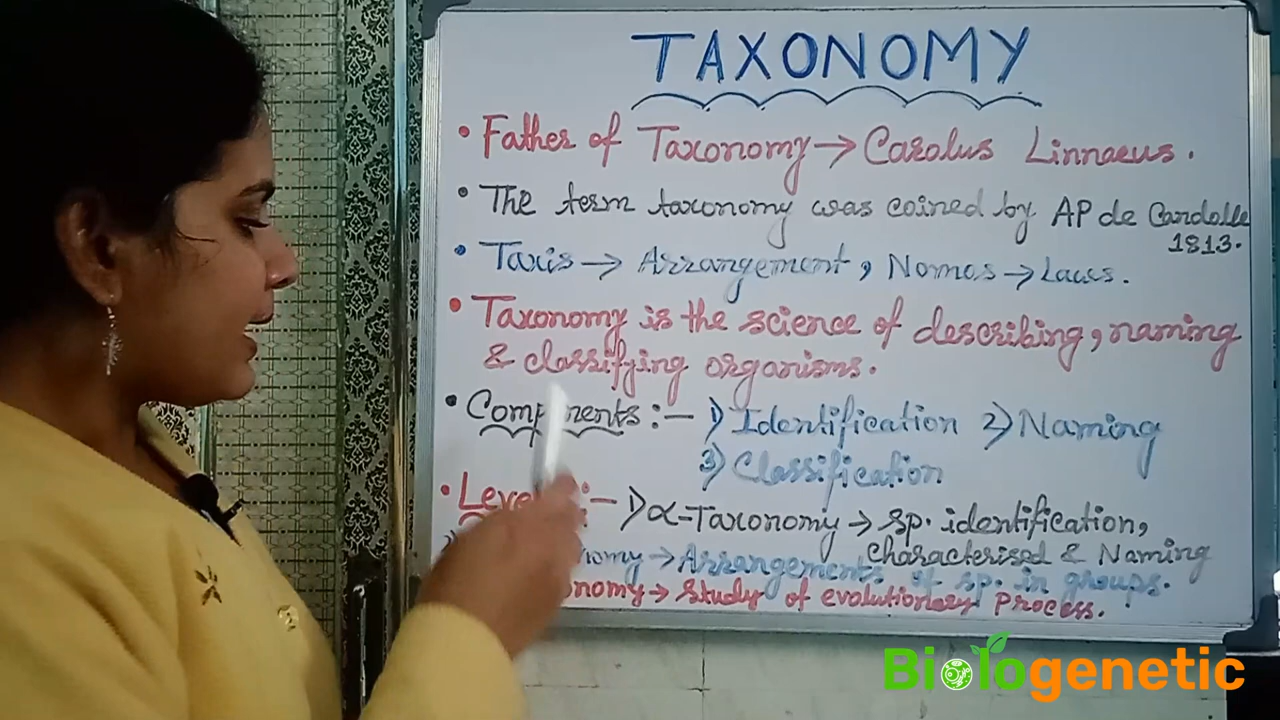 TAXONOMY
• Father of Taxonomy → Carolus Linnaeus.
• The term taxonomy was coined by AP de Candolle
1813.
• Taxis → Arrangement, Nomos → Laws.
• Taxonomy is the science of describing, naming
& classifying organisms.
• Components :- 1) Identification 2) Naming
3) Classification
• :- 1) α-Taxonomy → sp. identification,
characterised & Naming
→ Arrangements of sp. in groups.
→ Study of evolutionary Process.
Biologenetic